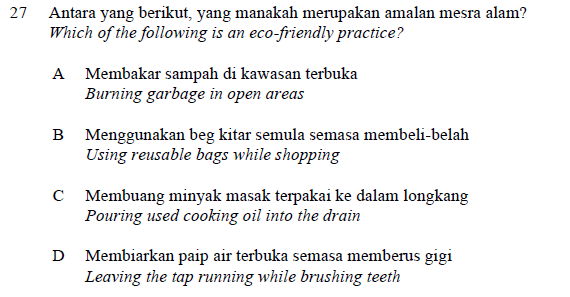 27 Antara yang berikut, yang manakah merupakan amalan mesra alam?
Which of the following is an eco-friendly practice?
A Membakar sampah di kawasan terbuka
Burning garbage in open areas
B Menggunakan beg kitar semula semasa membeli-belah
Using reusable bags while shopping
C Membuang minyak masak terpakai ke dalam longkang
Pouring used cooking oil into the drain
D Membiarkan paip air terbuka semasa memberus gigi
Leaving the tap running while brushing teeth